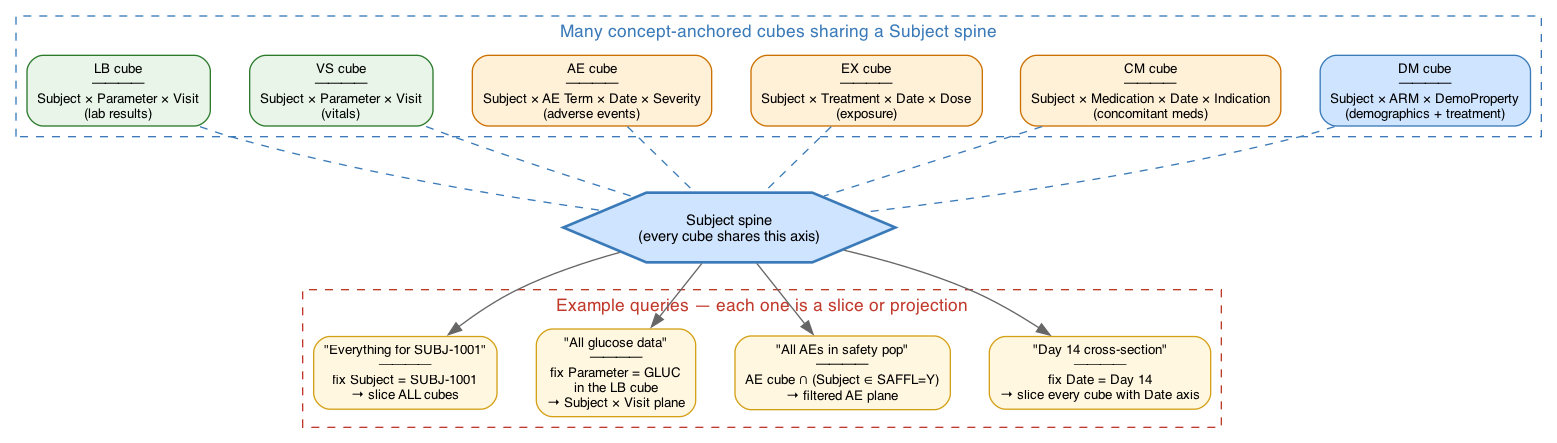 Many concept-anchored cubes sharing a Subject spine
LB cube
Subject × Parameter × Visit
(lab results)
VS cube
Subject × Parameter × Visit
(vitals)
AE cube
Subject × AE Term × Date × Severity
(adverse events)
EX cube
Subject × Treatment × Date × Dose
(exposure)
CM cube
Subject × Medication × Date × Indication
(concomitant meds)
DM cube
Subject × ARM × DemoProperty
(demographics + treatment)
Subject spine
(every cube shares this axis)
Example queries — each one is a slice or projection
"Everything for SUBJ-1001"
fix Subject = SUBJ-1001
→ slice ALL cubes
"All glucose data"
fix Parameter = GLUC
in the LB cube
→ Subject × Visit plane
"All AEs in safety pop"
AE cube ∩ (Subject ∈ SAFFL=Y)
→ filtered AE plane
"Day 14 cross-section"
fix Date = Day 14
→ slice every cube with Date axis